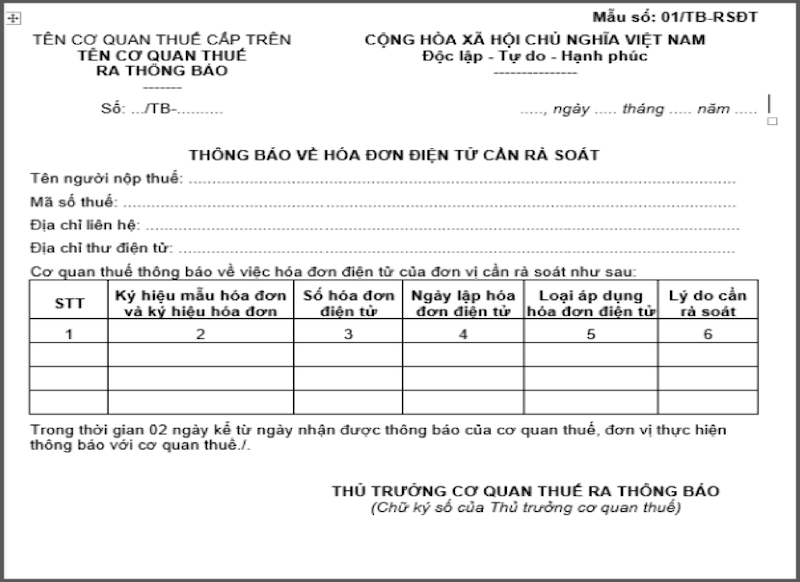 Mẫu số: 01/TB-RSĐT
TÊN CƠ QUAN THUẾ CẤP TRÊN
TÊN CƠ QUAN THUẾ
RA THÔNG BÁO
-------
Số: .../TB-..........
CỘNG HÒA XÃ HỘI CHỦ NGHĨA VIỆT NAM
Độc lập - Tự do - Hạnh phúc
---------------
....., ngày ..... tháng ..... năm .....
THÔNG BÁO VỀ HÓA ĐƠN ĐIỆN TỬ CẦN RÀ SOÁT
Tên người nộp thuế: ..............................................................................
Mã số thuế: ..............................................................................
Địa chỉ liên hệ: ..............................................................................
Địa chỉ thư điện tử: ..............................................................................
Cơ quan thuế thông báo về việc hóa đơn điện tử của đơn vị cần rà soát như sau:
STT
Ký hiệu mẫu hóa đơn
và ký hiệu hóa đơn
Số hóa đơn
điện tử
Ngày lập hóa
đơn điện tử
Loại áp dụng
hóa đơn điện tử
Lý do cần
rà soát
1 2 3 4 5 6
Trong thời gian 02 ngày kể từ ngày nhận được thông báo của cơ quan thuế, đơn vị thực hiện
thông báo với cơ quan thuế./.
THỦ TRƯỞNG CƠ QUAN THUẾ RA THÔNG BÁO
(Chữ ký số của Thủ trưởng cơ quan thuế)